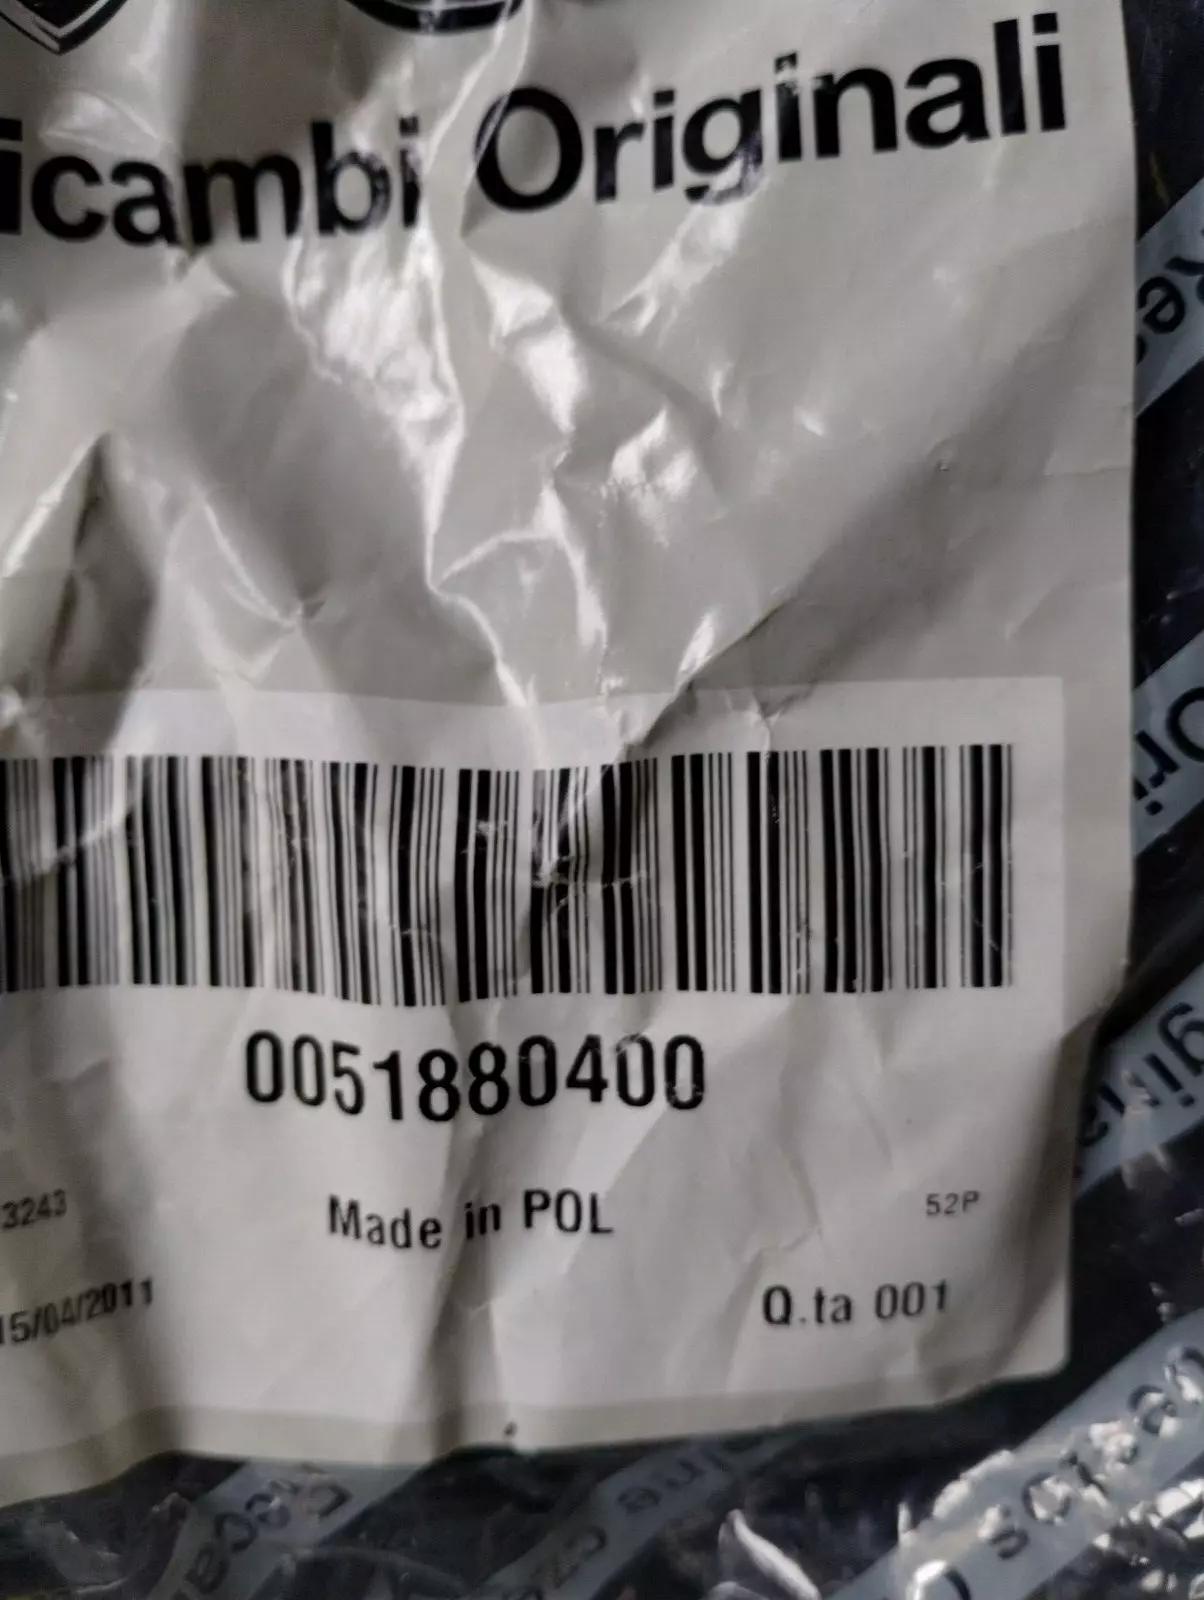 icambi Originali
0051880400
3243
Made in POL
52P
15/04/2011
Q.ta 001